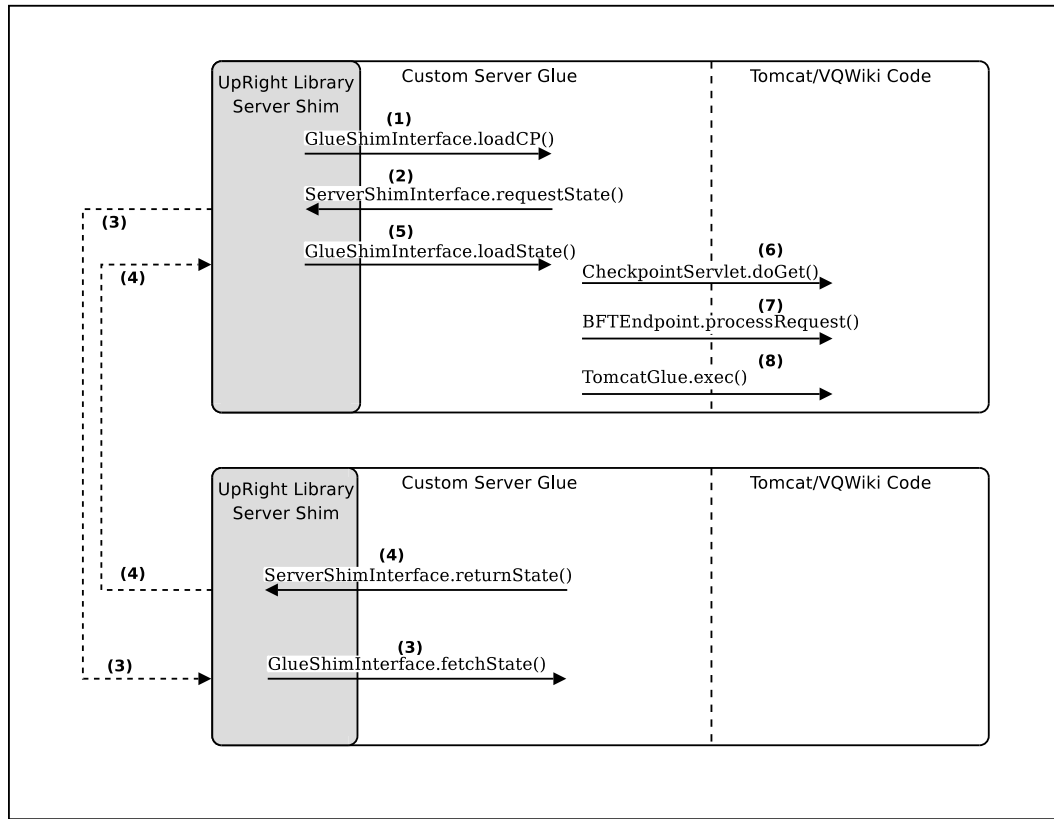 UpRight Library
Server Shim
Custom Server Glue
Tomcat/VQWiki Code
(1)
GlueShimInterface.loadCP()
(2)
ServerShimInterface.requestState()
(3)
(5)
GlueShimInterface.loadState()
(4)
(6)
CheckpointServlet.doGet()
(7)
BFTEndpoint.processRequest()
(8)
TomcatGlue.exec()
UpRight Library
Server Shim
Custom Server Glue
Tomcat/VQWiki Code
(4)
ServerShimInterface.returnState()
(4)
(3)
GlueShimInterface.fetchState()
(3)